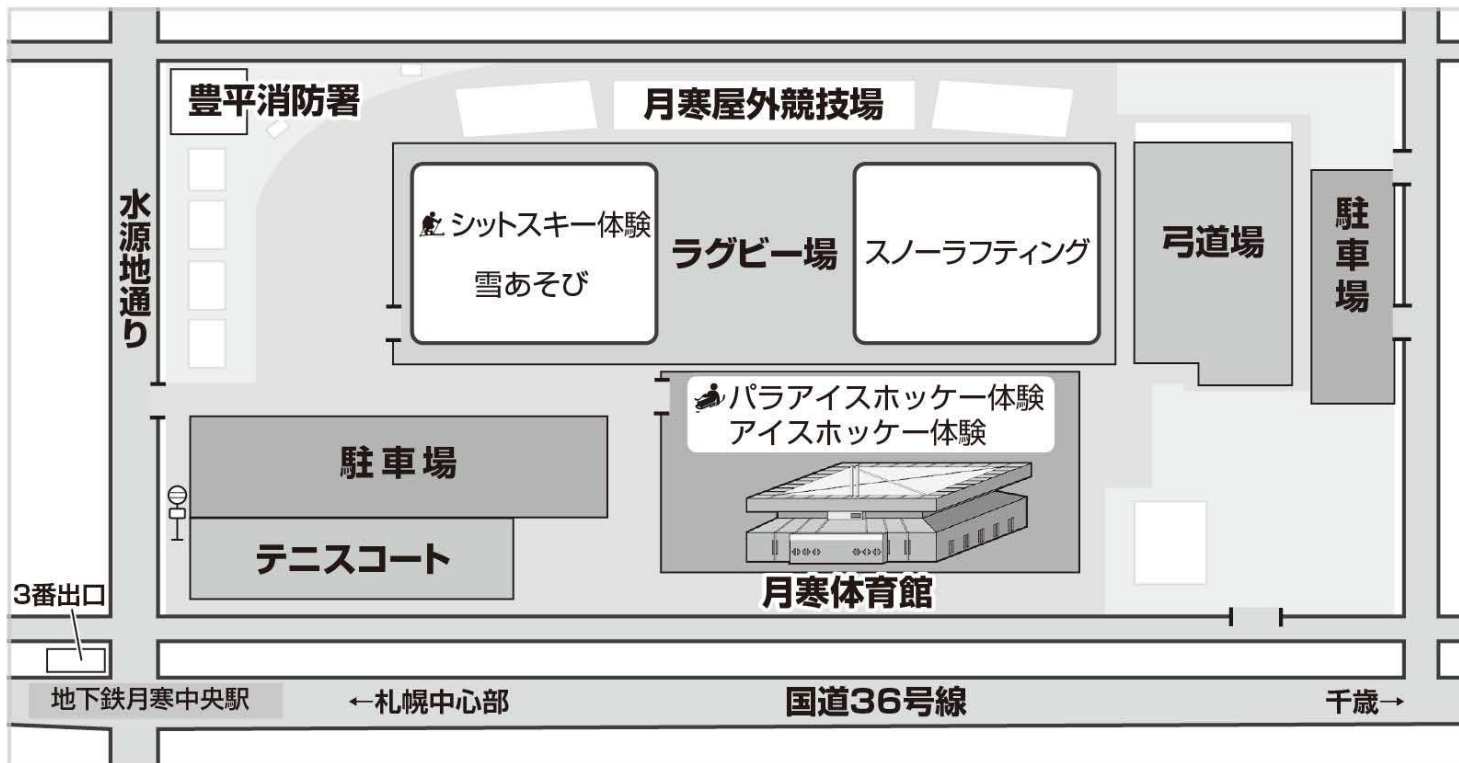 豊平消防署
月寒屋外競技場
水源地通り
シットスキー体験
雪あそび
ラグビー場
スノーラフティング
弓道場
駐車場
パラアイスホッケー体験
アイスホッケー体験
駐車場
テニスコート
月寒体育館
3番出口
地下鉄月寒中央駅
←札幌中心部
国道36号線
千歳→